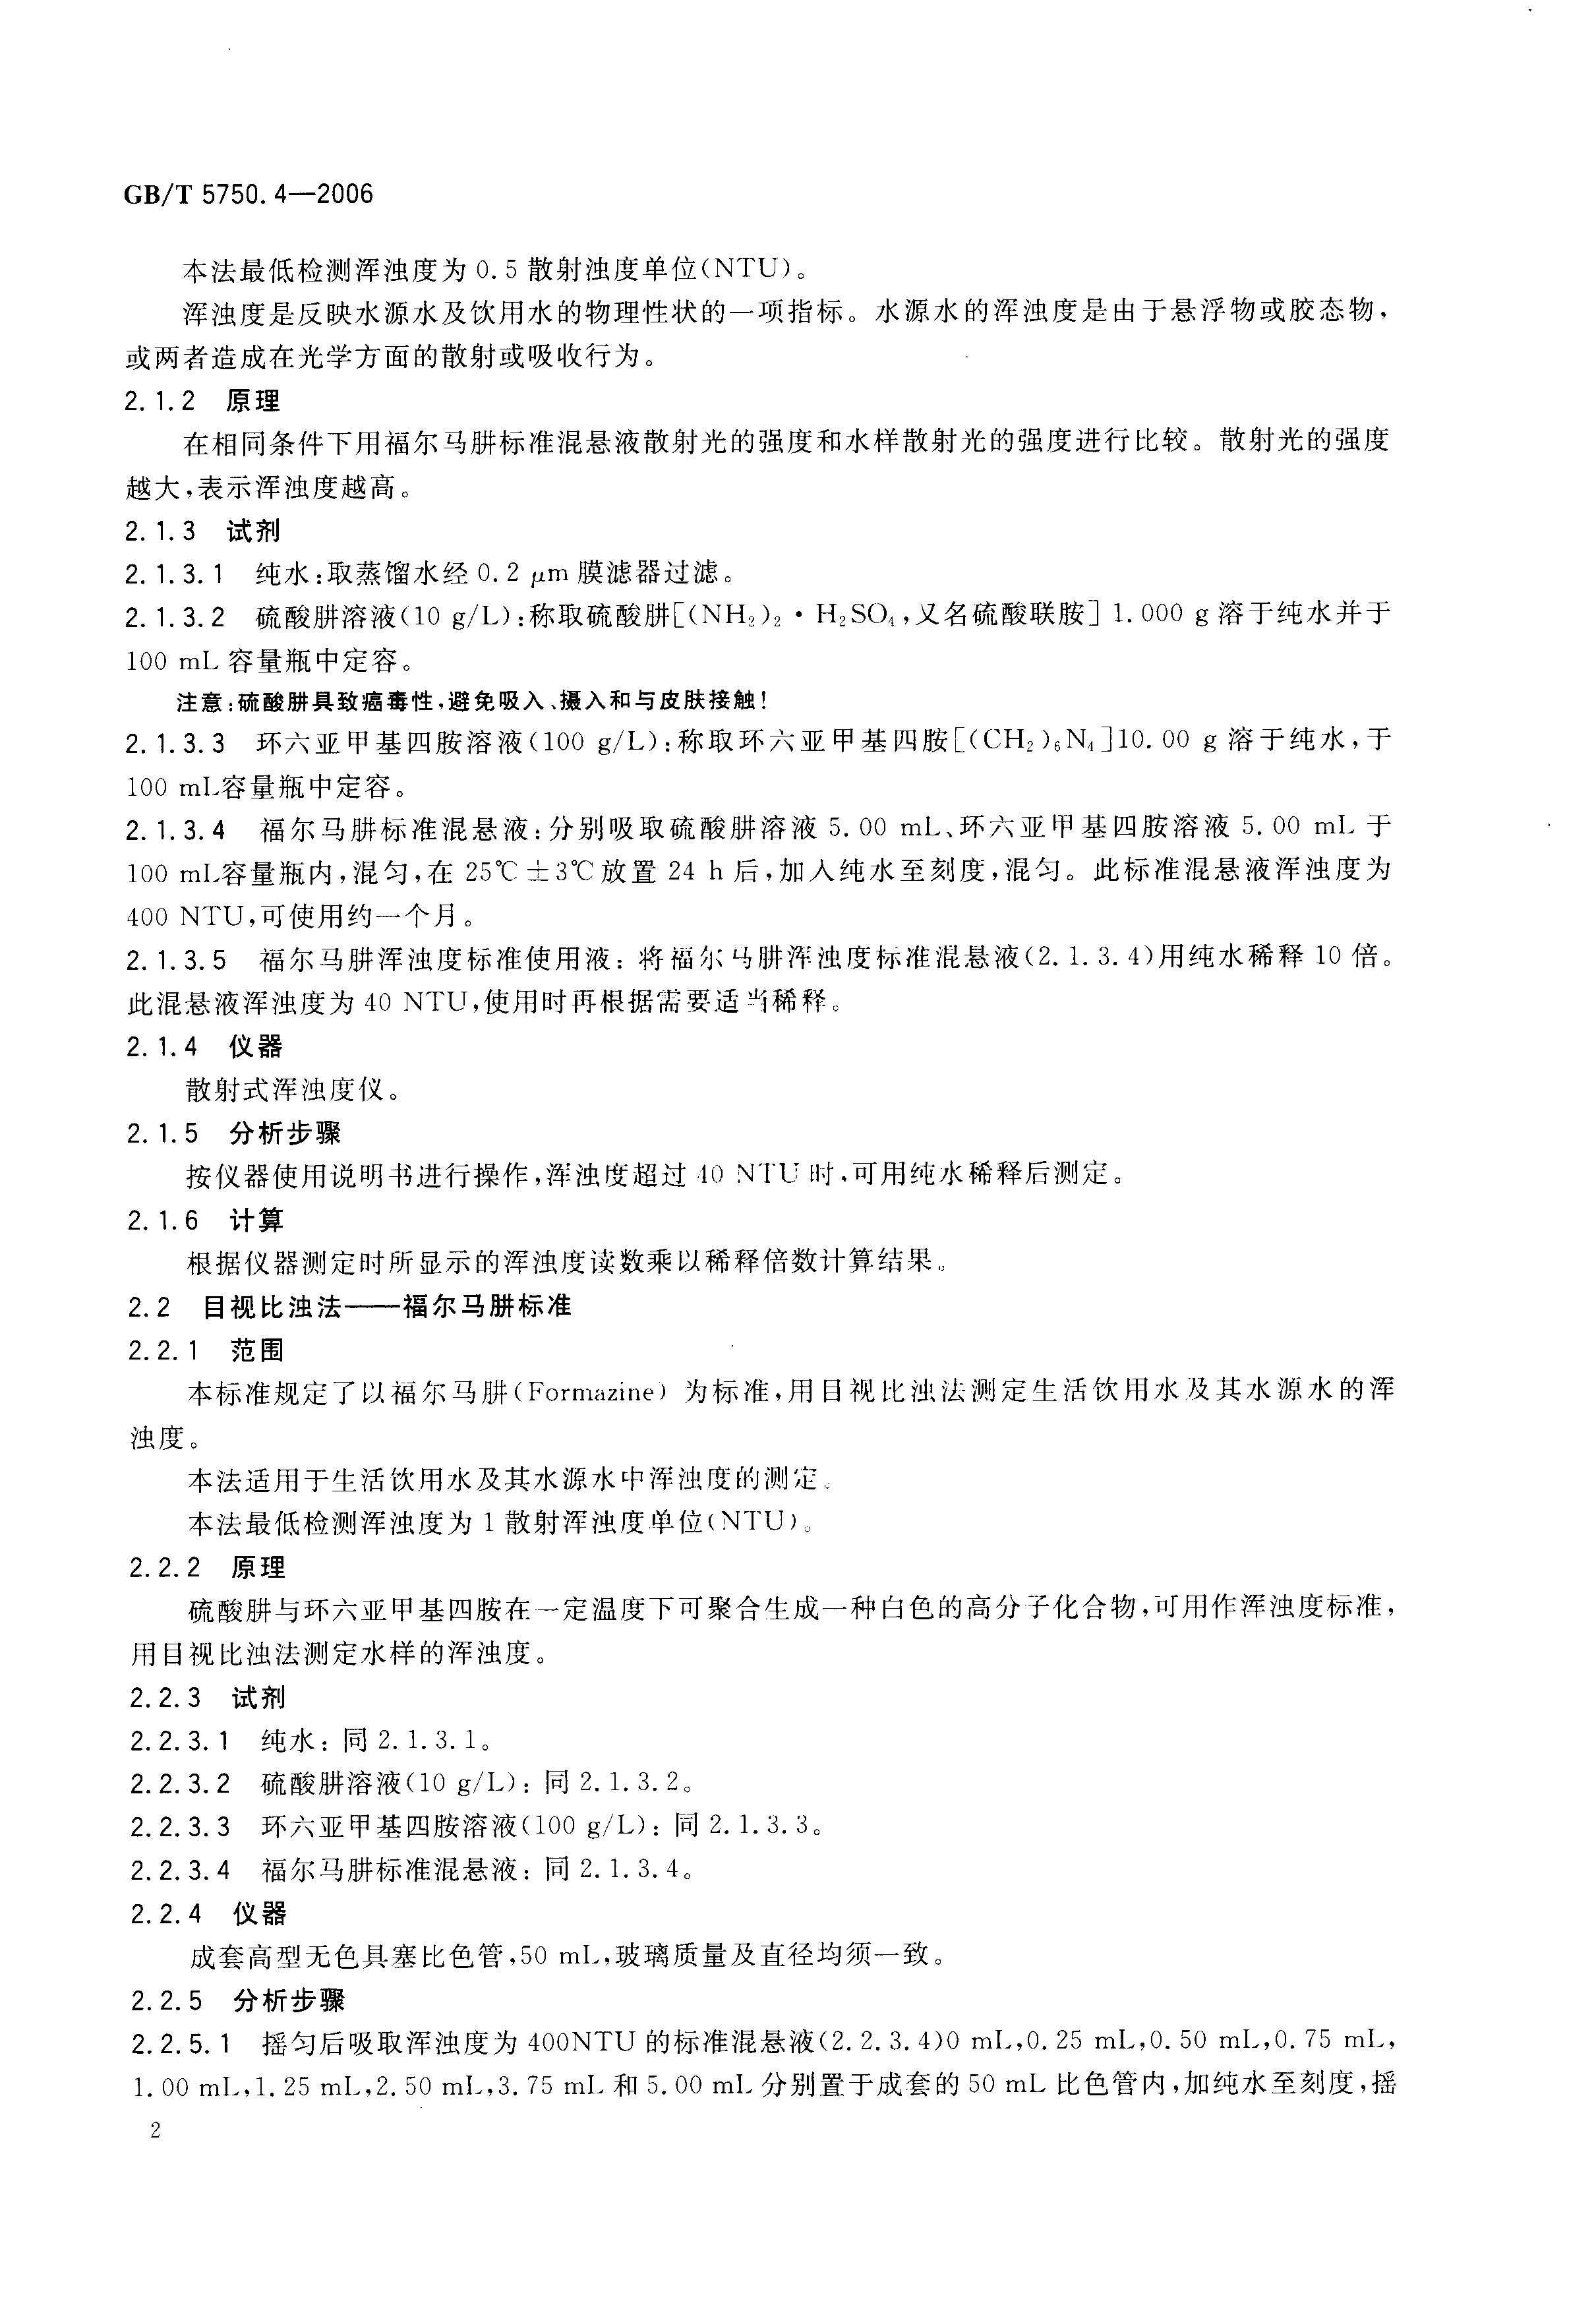 GB/T 5750.4—2006
本法最低检测浑浊度为0.5散射浊度单位(NTU)。
浑浊度是反映水源水及饮用水的物理性状的一项指标。水源水的浑浊度是由于悬浮物或胶态物,
或两者造成在光学方面的散射或吸收行为。
2.1.2 原理
在相同条件下用福尔马肼标准混悬液散射光的强度和水样散射光的强度进行比较。散射光的强度
越大,表示浑浊度越高。
2.1.3 试剂
2.1.3.1 纯水:取蒸馏水经0.2 μm膜滤器过滤。
2.1.3.2 硫酸肼溶液(10 g/L):称取硫酸肼[(NH₂)₂·H₂SO₄,又名硫酸联胺] 1.000 g溶于纯水并于
100 mL容量瓶中定容。
注意:硫酸肼具致癌毒性,避免吸入、摄入和与皮肤接触!
2.1.3.3 环六亚甲基四胺溶液(100 g/L):称取环六亚甲基四胺[(CH₂)₆N₄]10.00 g溶于纯水,于
100 mL容量瓶中定容。
2.1.3.4 福尔马肼标准混悬液:分别吸取硫酸肼溶液5.00 mL、环六亚甲基四胺溶液5.00 mL于
100 mL容量瓶内,混匀,在25℃±3℃放置24 h后,加入纯水至刻度,混匀。此标准混悬液浑浊度为
400 NTU,可使用约一个月。
2.1.3.5 福尔马肼浑浊度标准使用液:将福尔马肼浑浊度标准混悬液(2.1.3.4)用纯水稀释10倍。
此混悬液浑浊度为40 NTU,使用时再根据需要适当稀释。
2.1.4 仪器
散射式浑浊度仪。
2.1.5 分析步骤
按仪器使用说明书进行操作,浑浊度超过40 NTU时,可用纯水稀释后测定。
2.1.6 计算
根据仪器测定时所显示的浑浊度读数乘以稀释倍数计算结果。
2.2 目视比浊法——福尔马肼标准
2.2.1 范围
本标准规定了以福尔马肼(Formazine)为标准,用目视比浊法测定生活饮用水及其水源水的浑
浊度。
本法适用于生活饮用水及其水源水中浑浊度的测定。
本法最低检测浑浊度为1散射浑浊度单位(NTU)。
2.2.2 原理
硫酸肼与环六亚甲基四胺在一定温度下可聚合生成一种白色的高分子化合物,可用作浑浊度标准,
用目视比浊法测定水样的浑浊度。
2.2.3 试剂
2.2.3.1 纯水:同2.1.3.1。
2.2.3.2 硫酸肼溶液(10 g/L):同2.1.3.2。
2.2.3.3 环六亚甲基四胺溶液(100 g/L):同2.1.3.3。
2.2.3.4 福尔马肼标准混悬液:同2.1.3.4。
2.2.4 仪器
成套高型无色具塞比色管,50 mL,玻璃质量及直径均须一致。
2.2.5 分析步骤
2.2.5.1 摇匀后吸取浑浊度为400NTU的标准混悬液(2.2.3.4)0 mL,0.25 mL,0.50 mL,0.75 mL,
1.00 mL,1.25 mL,2.50 mL,3.75 mL和5.00 mL分别置于成套的50 mL比色管内,加纯水至刻度,摇
2